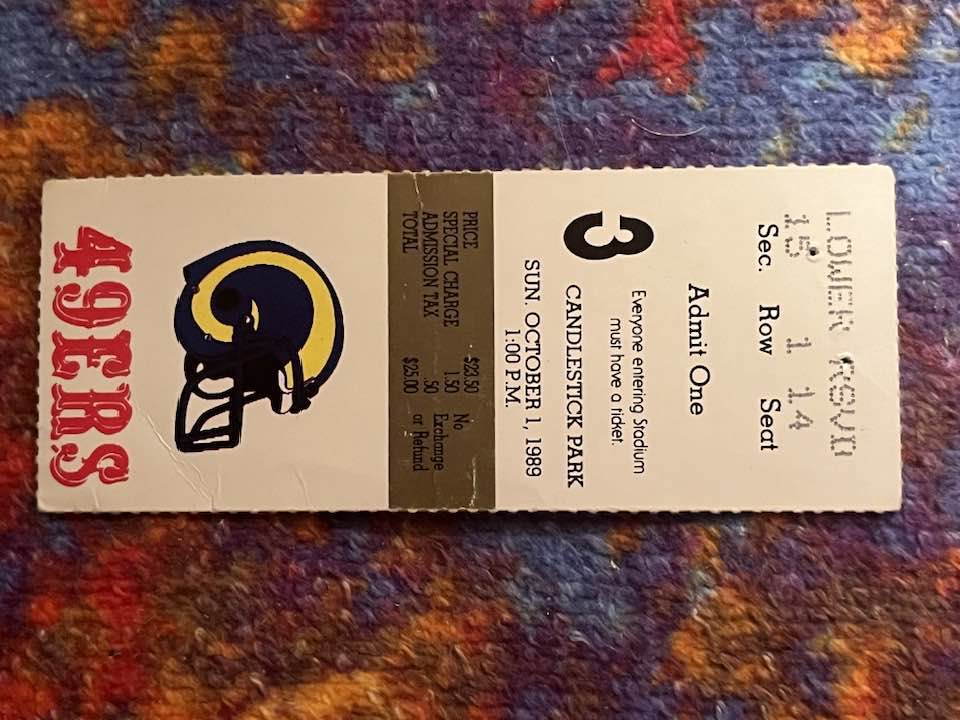 LOWER RSVD
15 1 14
Sec. Row Seat
Admit One
Everyone entering Stadium
must have a ticket
3 CANDLESTICK PARK
SUN. OCTOBER 1, 1989
1:00 P.M.
PRICE $23.50 No
SPECIAL CHARGE 1.50 Exchange
ADMISSION TAX .50 or Refund
TOTAL $25.00
49ERS